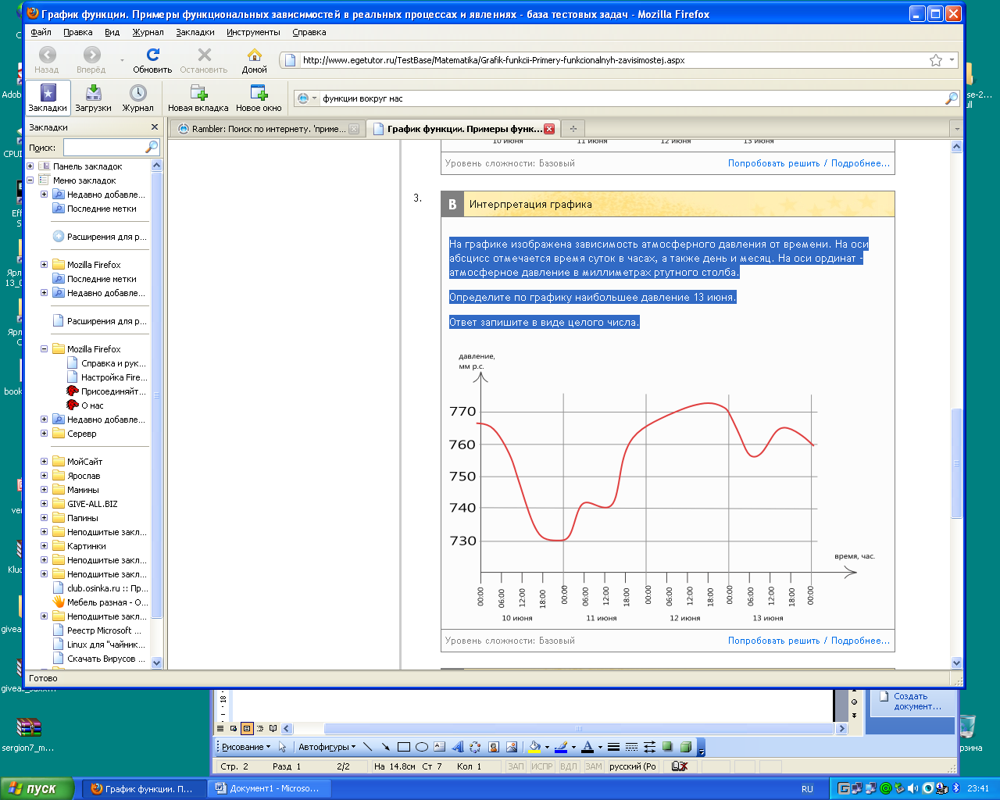 График функции. Примеры функциональных зависимостей в реальных процессах и явлениях - база тестовых задач - Mozilla Firefox
Файл Правка Вид Журнал Закладки Инструменты Справка
Назад Вперёд Обновить Остановить Домой
http://www.egetutor.ru/TestBase/Matematika/Grafik-funkcii-Primery-funkcionalnyh-zavisimostej.aspx
Закладки Загрузки Журнал Новая вкладка Новое окно
функции вокруг нас
Закладки
Rambler: Поиск по интернету. 'приме...
График функции. Примеры функ...
Поиск:
Панель закладок
Меню закладок
Недавно добавле...
Последние метки
Расширения для р...
Mozilla Firefox
Последние метки
Недавно добавле...
Расширения для р...
Mozilla Firefox
Справка и рук...
Настройка Fire...
Присоединяйт...
О нас
Недавно добавле...
Серевр
МойСайт
Ярослав
Мамины
GIVE-ALL.BIZ
Папины
Неподшитые закл...
Картинки
Неподшитые закл...
Неподшитые закл...
club.osinka.ru :: Пр...
Мебель разная - О...
Неподшитые закл...
Реестр Microsoft ...
Linux для "чайник...
Скачать Вирусов ...
10 июня 11 июня 12 июня 13 июня
Уровень сложности: Базовый
Попробовать решить / Подробнее...
3.
B Интерпретация графика
На графике изображена зависимость атмосферного давления от времени. На оси
абсцисс отмечается время суток в часах, а также день и месяц. На оси ординат -
атмосферное давление в миллиметрах ртутного столба.
Определите по графику наибольшее давление 13 июня.
Ответ запишите в виде целого числа.
давление,
мм р.с.
770
760
750
740
730
время, час.
00:00 06:00 12:00 18:00 00:00 06:00 12:00 18:00 00:00 06:00 12:00 18:00 00:00 06:00 12:00 18:00 00:00
10 июня 11 июня 12 июня 13 июня
Уровень сложности: Базовый
Попробовать решить / Подробнее...
Готово
Создать
документ...
18
Рисование Автофигуры
Стр. 2 Разд 1 2/2 На 14.8см Ст 7 Кол 1 ЗАП ИСПР ВДЛ ЗАМ русский (Ро
sergion7_m...
пуск
График функции. П...
Документ1 - Microso...
RU
23:41